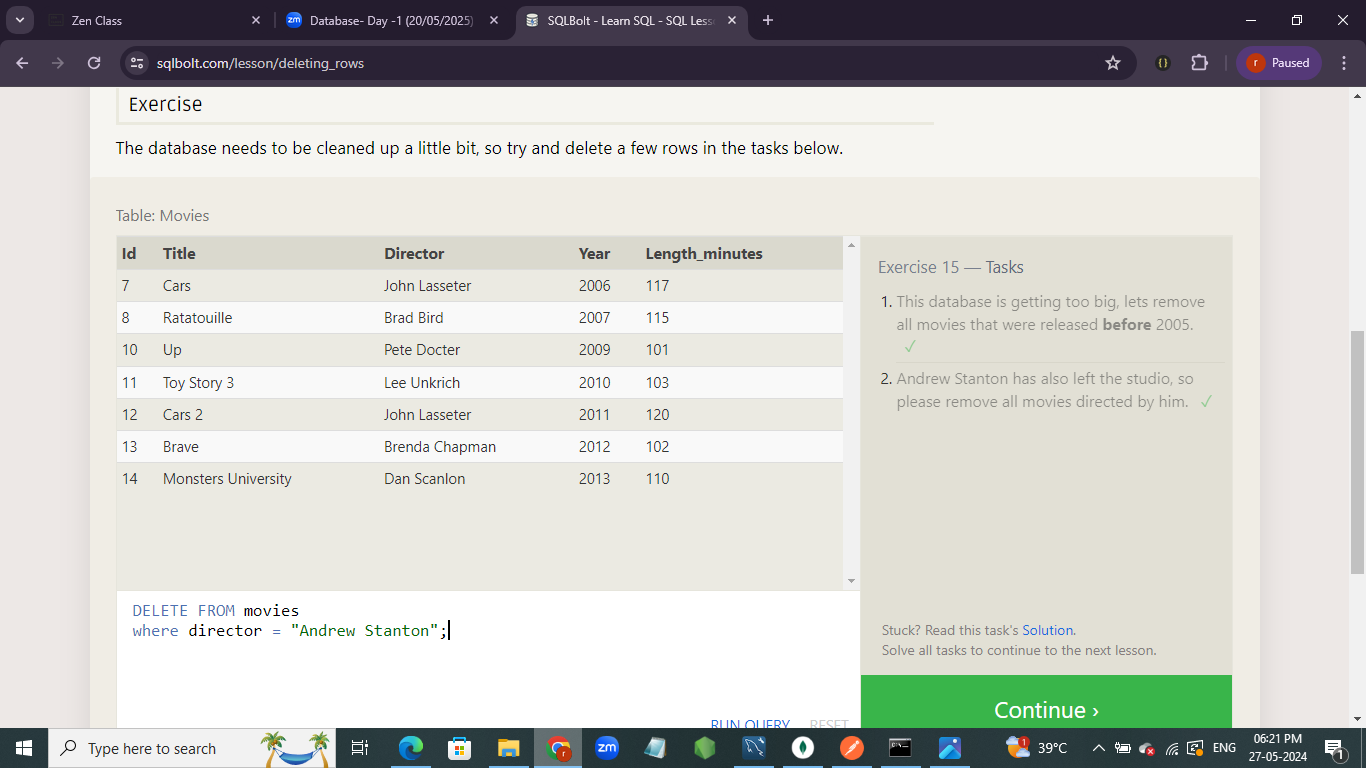 Zen Class
Database- Day -1 (20/05/2025)
SQLBolt - Learn SQL - SQL Less
sqlbolt.com/lesson/deleting_rows
r Paused
Exercise
The database needs to be cleaned up a little bit, so try and delete a few rows in the tasks below.
Table: Movies
Id Title Director Year Length_minutes
7 Cars John Lasseter 2006 117
8 Ratatouille Brad Bird 2007 115
10 Up Pete Docter 2009 101
11 Toy Story 3 Lee Unkrich 2010 103
12 Cars 2 John Lasseter 2011 120
13 Brave Brenda Chapman 2012 102
14 Monsters University Dan Scanlon 2013 110
DELETE FROM movies
where director = "Andrew Stanton";
RUN QUERY RESET
Exercise 15 — Tasks
1. This database is getting too big, lets remove
all movies that were released before 2005.
✓
2. Andrew Stanton has also left the studio, so
please remove all movies directed by him. ✓
Stuck? Read this task's Solution.
Solve all tasks to continue to the next lesson.
Continue ›
Type here to search
39°C
ENG
06:21 PM
27-05-2024